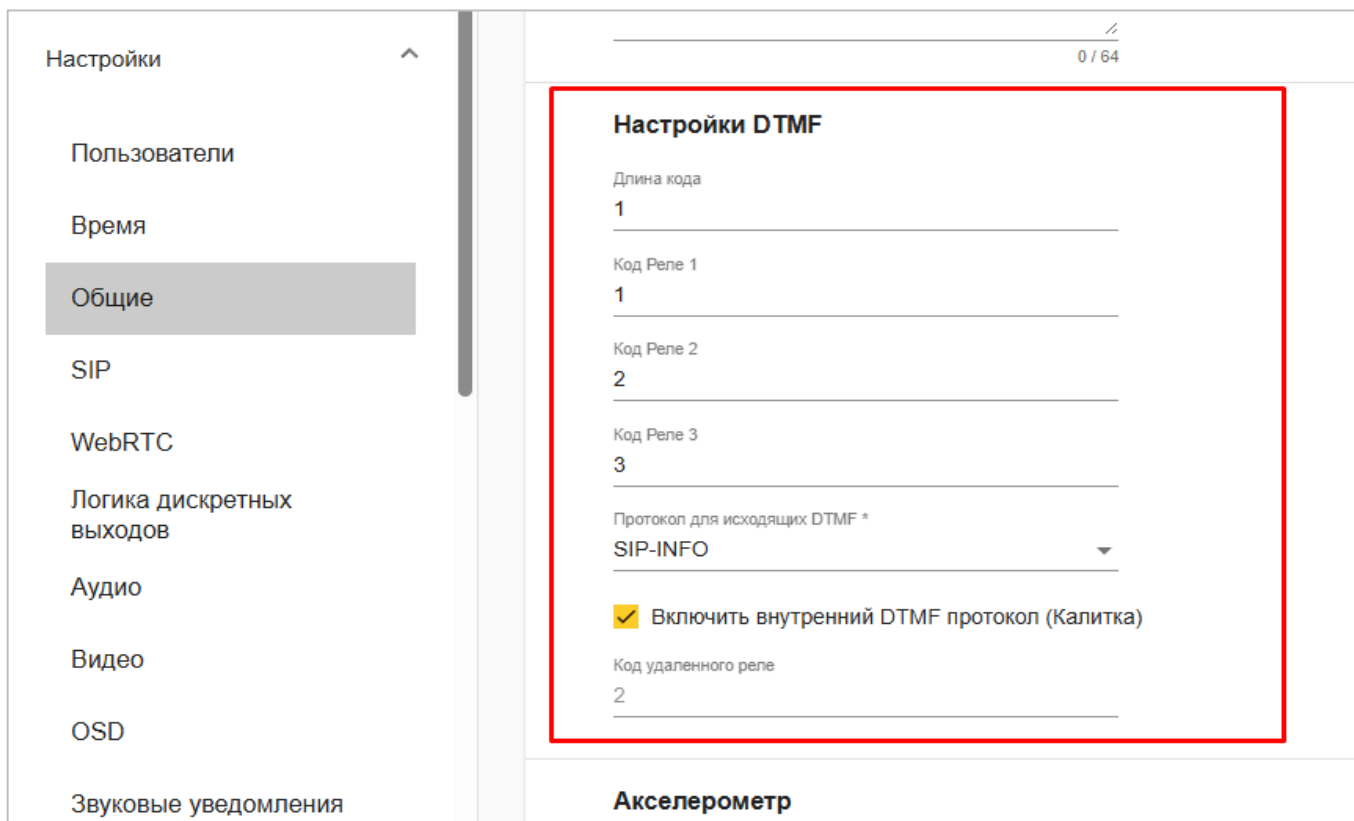 Настройки
Пользователи
Время
Общие
SIP
WebRTC
Логика дискретных
выходов
Аудио
Видео
OSD
Звуковые уведомления
0 / 64
Настройки DTMF
Длина кода
1
Код Реле 1
1
Код Реле 2
2
Код Реле 3
3
Протокол для исходящих DTMF *
SIP-INFO
Включить внутренний DTMF протокол (Калитка)
Код удаленного реле
2
Акселерометр